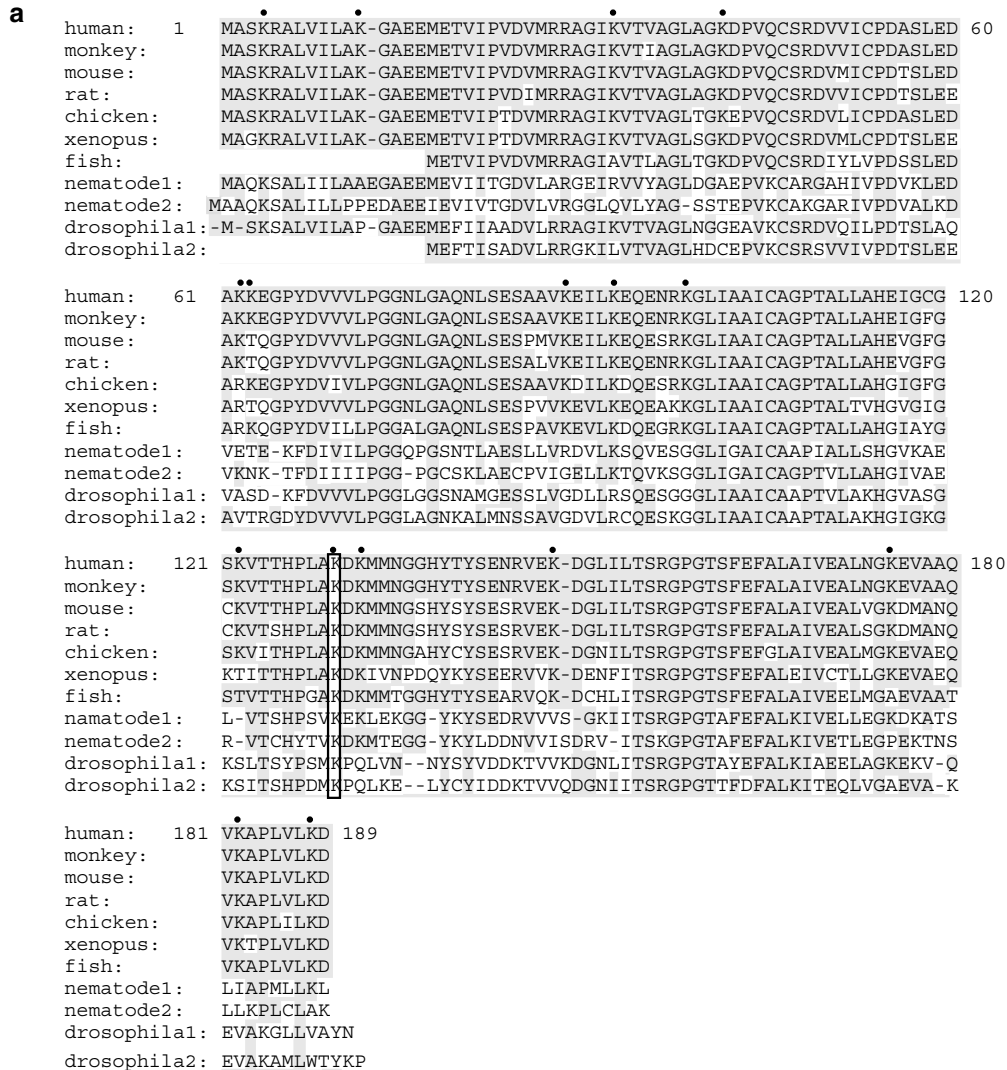 a
human: 1 MASKRALVILAK-GAEEMETVIPVDVMRRAGIKVTVAGLAGKDPVQCSRDVVICPDASLED 60
monkey: MASKRALVILAK-GAEEMETVIPVDVMRRAGIKVTIAGLAGKDPVQCSRDVVICPDASLED
mouse: MASKRALVILAK-GAEEMETVIPVDVMRRAGIKVTVAGLAGKDPVQCSRDVMICPDTSLED
rat: MASKRALVILAK-GAEEMETVIPVDIMRRAGIKVTVAGLAGKDPVQCSRDVVICPDTSLEE
chicken: MASKRALVILAK-GAEEMETVIPTDVMRRAGIKVTVAGLTGKEPVQCSRDVLICPDASLED
xenopus: MAGKRALVILAK-GAEEMETVIPTDVMRRAGIKVTVAGLSGKDPVQCSRDVMLCPDTSLEE
fish: METVIPVDVMRRAGIAVTLAGLTGKDPVQCSRDIYLVPDSSLED
nematode1: MAQKSALIILAAEGAEEMEVIITGDVLARGEIRVVYAGLDGAEPVKCARGAHIVPDVKLED
nematode2: MAAQKSALIILLPPEDAEEIEVIVTGDVLVRGGLQVLYAG-SSTEPVKCAKGARIVPDVALKD
drosophila1: -M-SKSALVILAP-GAEEMEFIIAADVLRRAGIKVTVAGLNGGEAVKCSRDVQILPDTSLAQ
drosophila2: MEFTISADVLRRGKILVTVAGLHDCEPVKCSRSVVIVPDTSLEE
human: 61 AKKEGPYDVVVLPGGNLGAQNLSESAAVKEILKEQENRKGLIAAICAGPTALLAHEIGCG 120
monkey: AKKEGPYDVVVLPGGNLGAQNLSESAAVKEILKEQENRKGLIAAICAGPTALLAHEIGFG
mouse: AKTQGPYDVVVLPGGNLGAQNLSESPMVKEILKEQESRKGLIAAICAGPTALLAHEVGFG
rat: AKTQGPYDVVVLPGGNLGAQNLSESALVKEILKEQENRKGLIAAICAGPTALLAHEVGFG
chicken: ARKEGPYDVIVLPGGNLGAQNLSESAAVKDILKDQESRKGLIAAICAGPTALLAHGIGFG
xenopus: ARTQGPYDVVVLPGGNLGAQNLSESPVVKEVLKEQEAKKGLIAAICAGPTALTVHGVGIG
fish: ARKQGPYDVILLPGGALGAQNLSESPAVKEVLKDQEGRKGLIAAICAGPTALLAHGIAYG
nematode1: VETE-KFDIVILPGGQPGSNTLAESLLVRDVLKSQVESGGLIGAICAAPIALLSHGVKAE
nematode2: VKNK-TFDIIIIPGG-PGCSKLAECPVIGELLKTQVKSGGLIGAICAGPTVLLAHGIVAE
drosophila1: VASD-KFDVVVLPGGLGGSNAMGESSLVGDLLRSQESGGGLIAAICAAPTVLAKHGVASG
drosophila2: AVTRGDYDVVVLPGGLAGNKALMNSSAVGDVLRCQESKGGLIAAICAAPTALAKHGIGKG
human: 121 SKVTTHPLAKDKMMNGGHYTYSENRVEK-DGLILTSRGPGTSFEFALAIVEALNGKEVAAQ 180
monkey: SKVTTHPLAKDKMMNGGHYTYSENRVEK-DGLILTSRGPGTSFEFALAIVEALNGKEVAAQ
mouse: CKVTTHPLAKDKMMNGSHYSYSESRVEK-DGLILTSRGPGTSFEFALAIVEALVGKDMANQ
rat: CKVTSHPLAKDKMMNGSHYSYSESRVEK-DGLILTSRGPGTSFEFALAIVEALSGKDMANQ
chicken: SKVITHPLAKDKMMNGAHYCYSESRVEK-DGNILTSRGPGTSFEFGLAIVEALMGKEVAEQ
xenopus: KTITTHPLAKDKIVNPDQYKYSEERVVK-DENFITSRGPGTSFEFALEIVCTLLGKEVAEQ
fish: STVTTHPGAKDKMMTGGHYTYSEARVQK-DCHLITSRGPGTSFEFALAIVEELMGAEVAAT
namatode1: L-VTSHPSVKEKLEKGG-YKYSEDRVVVS-GKIITSRGPGTAFEFALKIVELLEGKDKATS
nematode2: R-VTCHYTVKDKMTEGG-YKYLDDNVVISDRV-ITSKGPGTAFEFALKIVETLEGPEKTNS
drosophila1: KSLTSYPSMKPQLVN--NYSYVDDKTVVKDGNLITSRGPGTAYEFALKIAEELAGKEKV-Q
drosophila2: KSITSHPDMKPQLKE--LYCYIDDKTVVQDGNIITSRGPGTTFDFALKITEQLVGAEVA-K
human: 181 VKAPLVLKD 189
monkey: VKAPLVLKD
mouse: VKAPLVLKD
rat: VKAPLVLKD
chicken: VKAPLILKD
xenopus: VKTPLVLKD
fish: VKAPLVLKD
nematode1: LIAPMLLKL
nematode2: LLKPLCLAK
drosophila1: EVAKGLLVAYN
drosophila2: EVAKAMLWTYKP